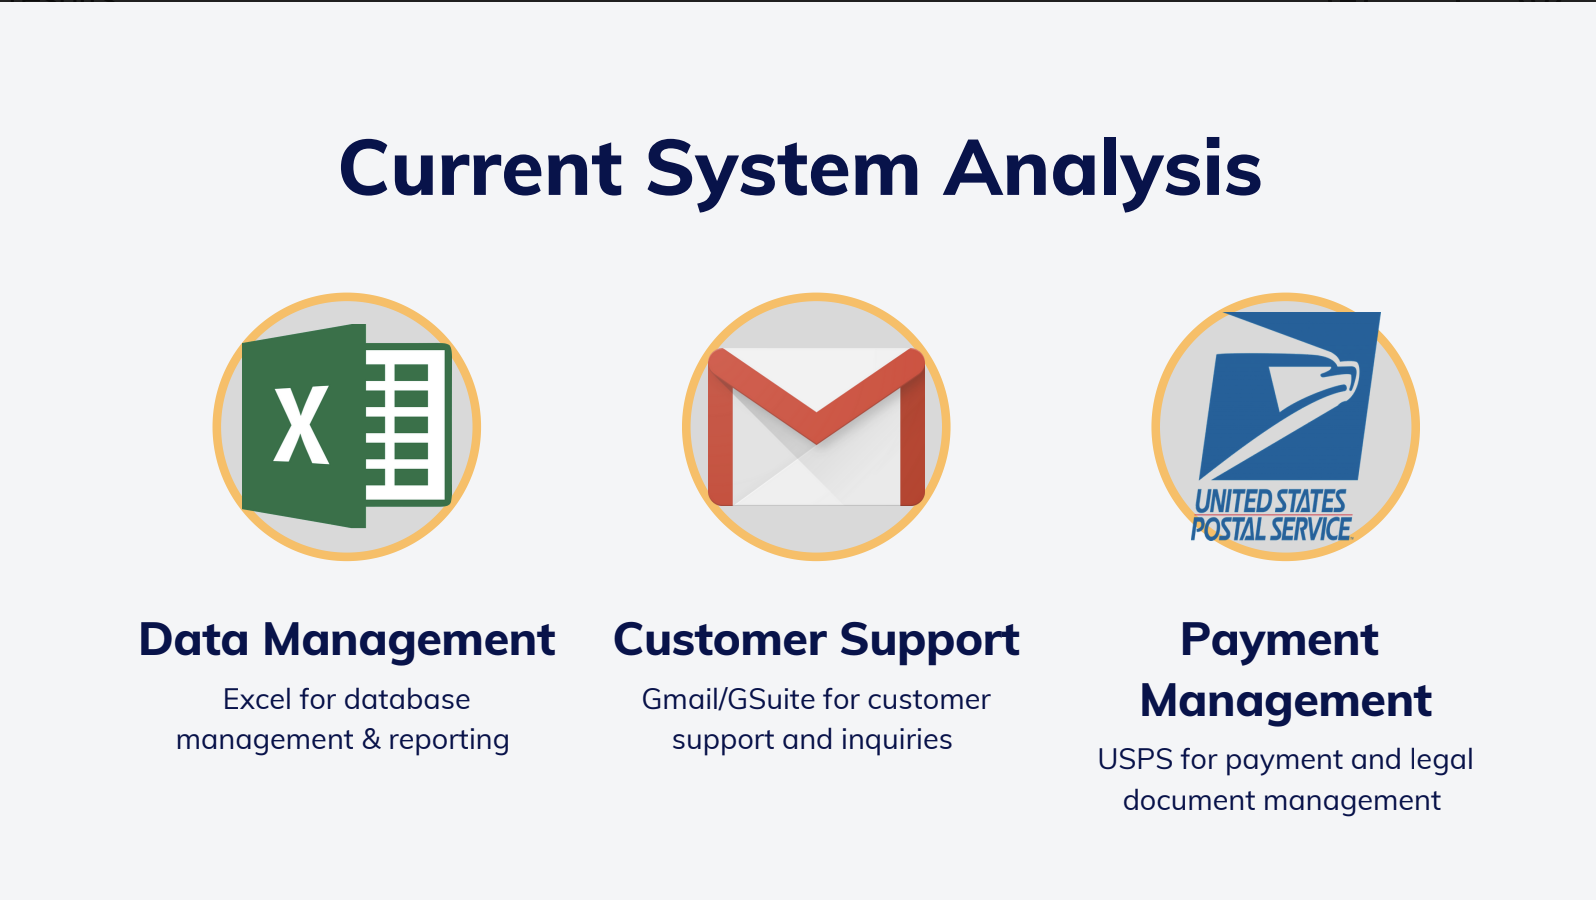 Current System Analysis
X
UNITED STATES
POSTAL SERVICE
Data Management
Excel for database
management & reporting
Customer Support
Gmail/GSuite for customer
support and inquiries
Payment
Management
USPS for payment and legal
document management